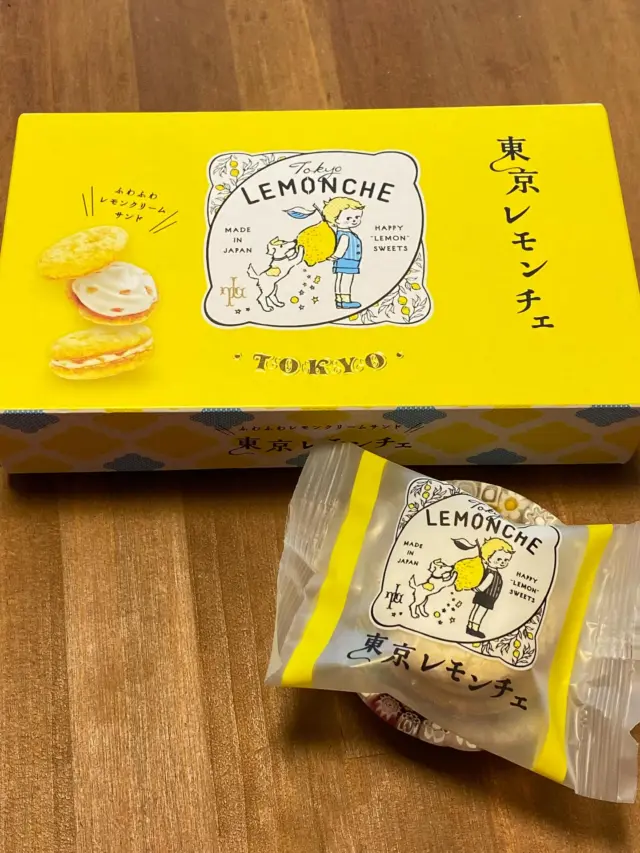 Tokyo
LEMONCHE
MADE
IN
JAPAN
HAPPY
"LEMON"
SWEETS
TOKYO
ふわふわ
レモンクリーム
サンド
東京レモンチェ
ふわふわレモンクリームサンド
東京レモンチェ
Tokyo
LEMONCHE
MADE
IN
JAPAN
HAPPY
"LEMON"
SWEETS
東京レモンチェ